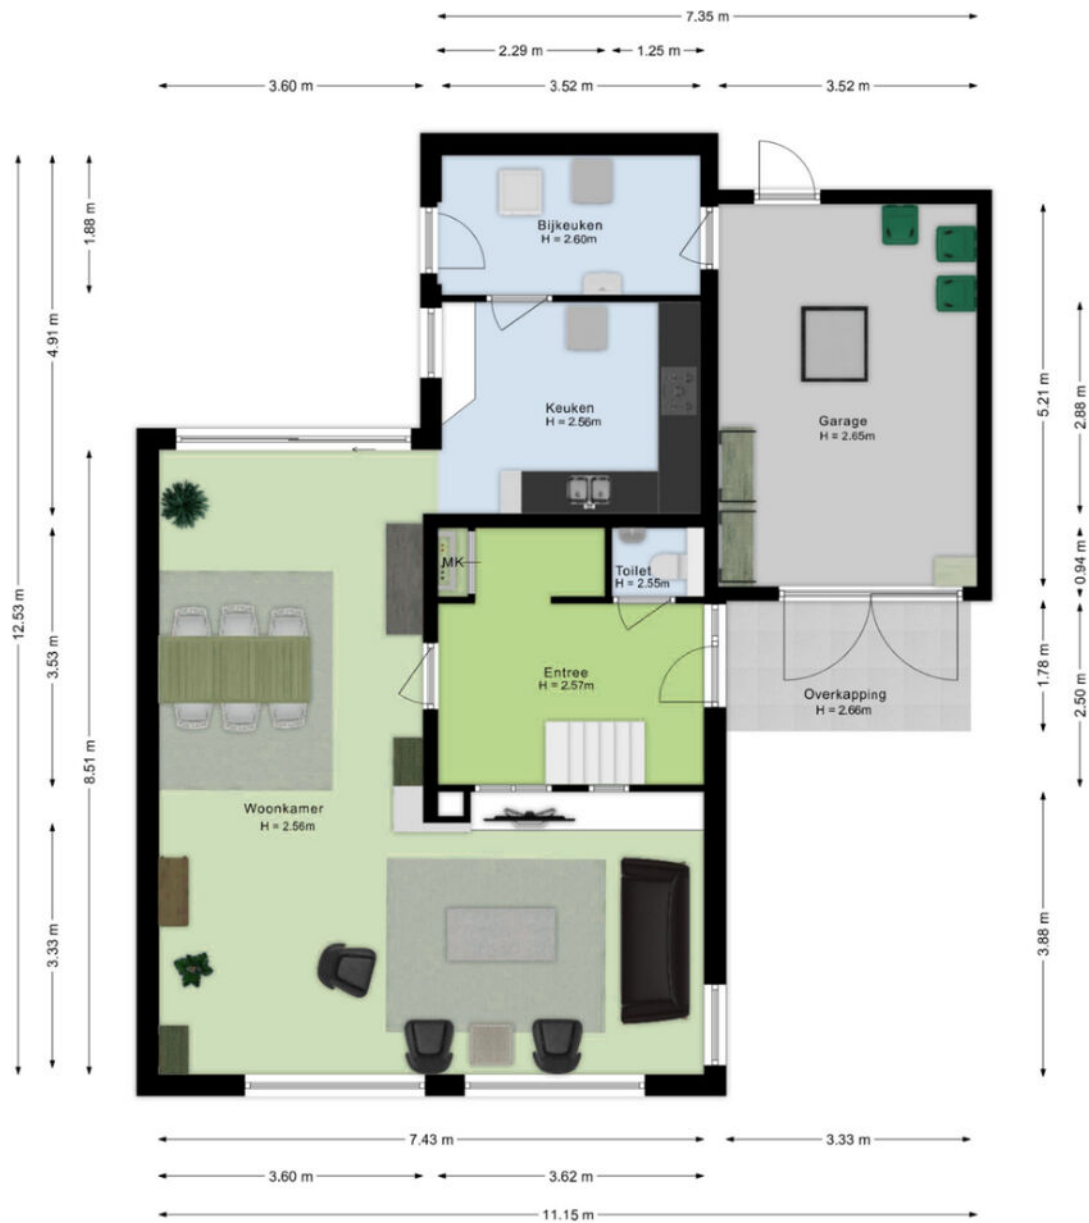 7.35 m
2.29 m
1.25 m
3.60 m
3.52 m
3.52 m
12.53 m
4.91 m
1.88 m
3.53 m
8.51 m
3.33 m
Bijkeuken
H = 2.60m
Keuken
H = 2.56m
Garage
H = 2.65m
MK
Toilet
H = 2.55m
Entree
H = 2.57m
Overkapping
H = 2.66m
Woonkamer
H = 2.56m
5.21 m
2.88 m
0.94 m
1.78 m
2.50 m
3.88 m
7.43 m
3.33 m
3.60 m
3.62 m
11.15 m